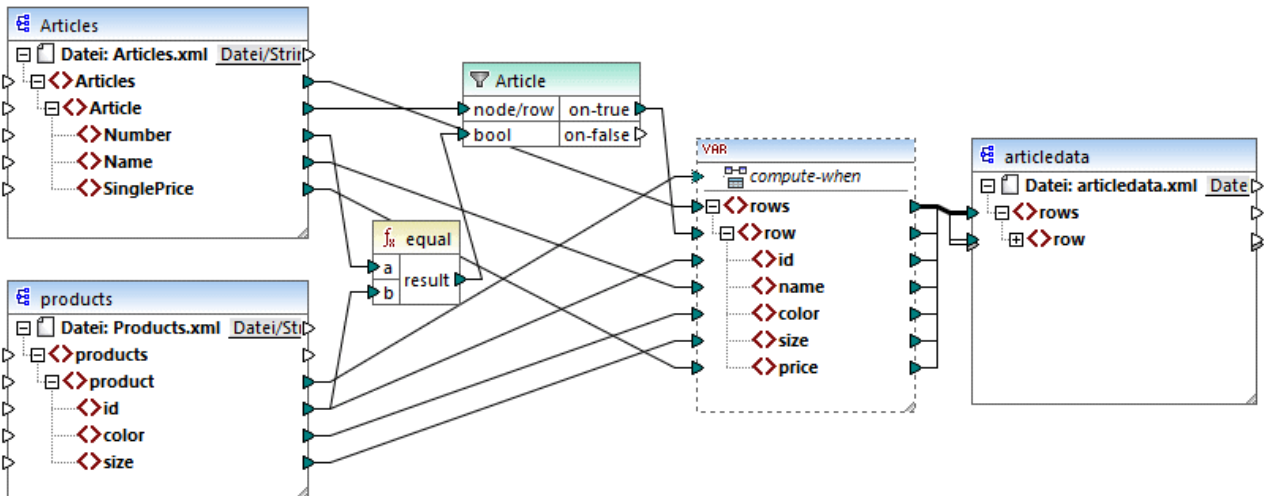 Articles
Datei: Articles.xml Datei/Strin
Articles
Article
Number
Name
SinglePrice
Article
node/row on-true
bool on-false
equal
a
result
b
products
Datei: Products.xml Datei/Stı
products
product
id
color
size
VAR
compute-when
rows
row
id
name
color
size
price
articledata
Datei: articledata.xml Date
rows
row